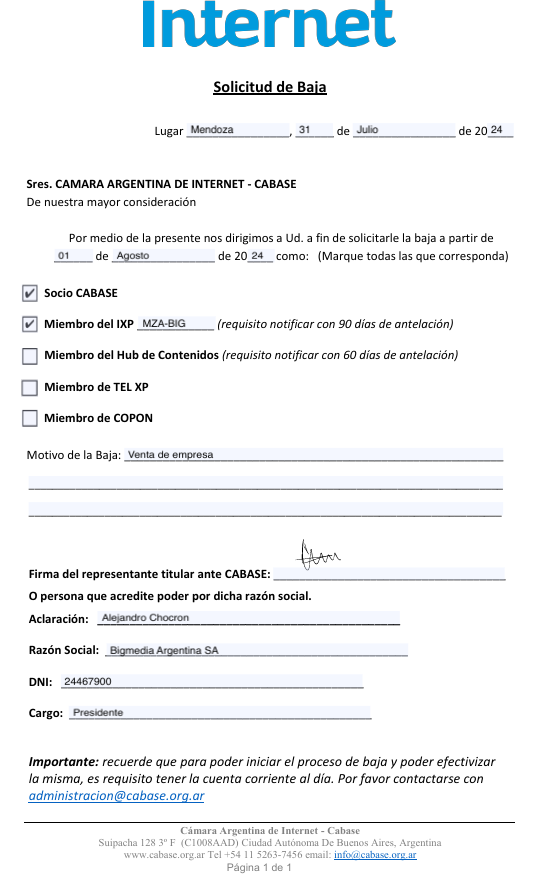 Internet
Solicitud de Baja
Lugar Mendoza, 31 de Julio de 2024
Sres. CAMARA ARGENTINA DE INTERNET - CABASE
De nuestra mayor consideración
Por medio de la presente nos dirigimos a Ud. a fin de solicitarle la baja a partir de
01 de Agosto de 2024 como: (Marque todas las que corresponda)
✔ Socio CABASE
✔ Miembro del IXP MZA-BIG (requisito notificar con 90 días de antelación)
Miembro del Hub de Contenidos (requisito notificar con 60 días de antelación)
Miembro de TEL XP
Miembro de COPON
Motivo de la Baja: Venta de empresa
Firma del representante titular ante CABASE:
O persona que acredite poder por dicha razón social.
Aclaración: Alejandro Chocron
Razón Social: Bigmedia Argentina SA
DNI: 24467900
Cargo: Presidente
Importante: recuerde que para poder iniciar el proceso de baja y poder efectivizar
la misma, es requisito tener la cuenta corriente al día. Por favor contactarse con
administracion@cabase.org.ar
Cámara Argentina de Internet - Cabase
Suipacha 128 3º F (C1008AAD) Ciudad Autónoma De Buenos Aires, Argentina
www.cabase.org.ar Tel +54 11 5263-7456 email: info@cabase.org.ar
Página 1 de 1